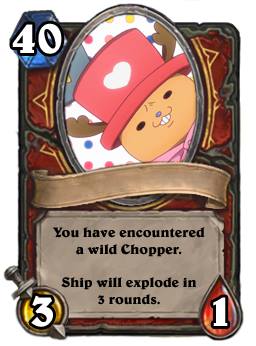 40
You have encountered
a wild Chopper.
Ship will explode in
3 rounds.
3
1